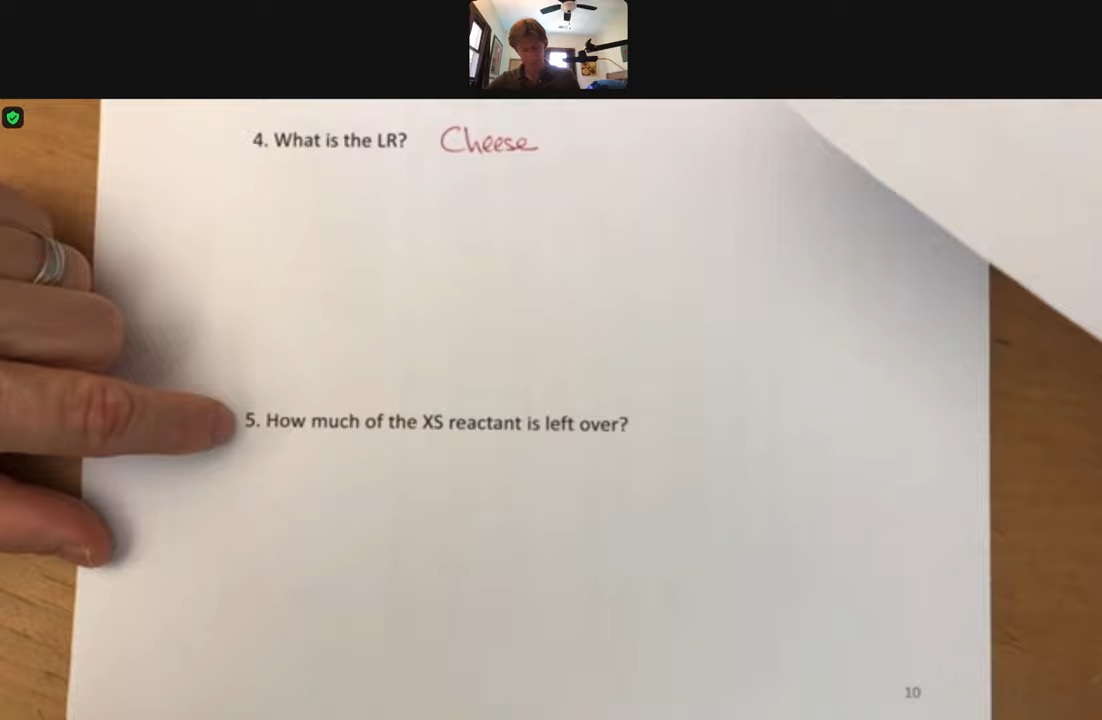 4. What is the LR? Cheese
5. How much of the XS reactant is left over?
10